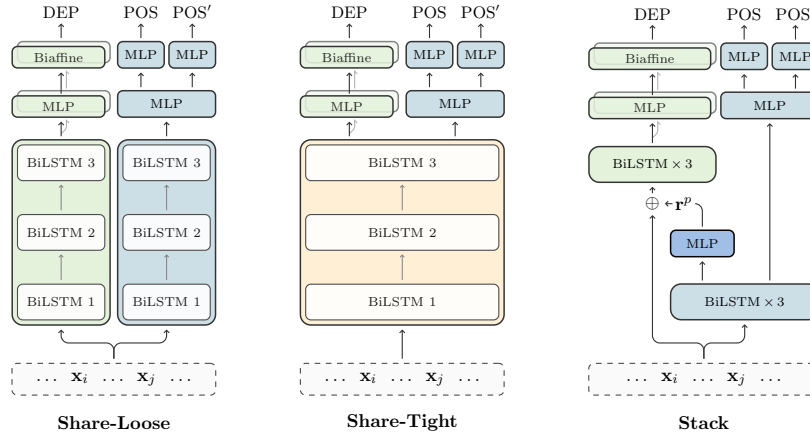 DEP POS POS′
Biaffine MLP MLP
MLP MLP
BiLSTM 3 BiLSTM 3
BiLSTM 2 BiLSTM 2
BiLSTM 1 BiLSTM 1
... x_i ... x_j ...
Share-Loose
DEP POS POS′
Biaffine MLP MLP
MLP MLP
BiLSTM 3
BiLSTM 2
BiLSTM 1
... x_i ... x_j ...
Share-Tight
DEP POS POS′
Biaffine MLP MLP
MLP MLP
BiLSTM × 3
⊕ r^p
MLP
BiLSTM × 3
... x_i ... x_j ...
Stack